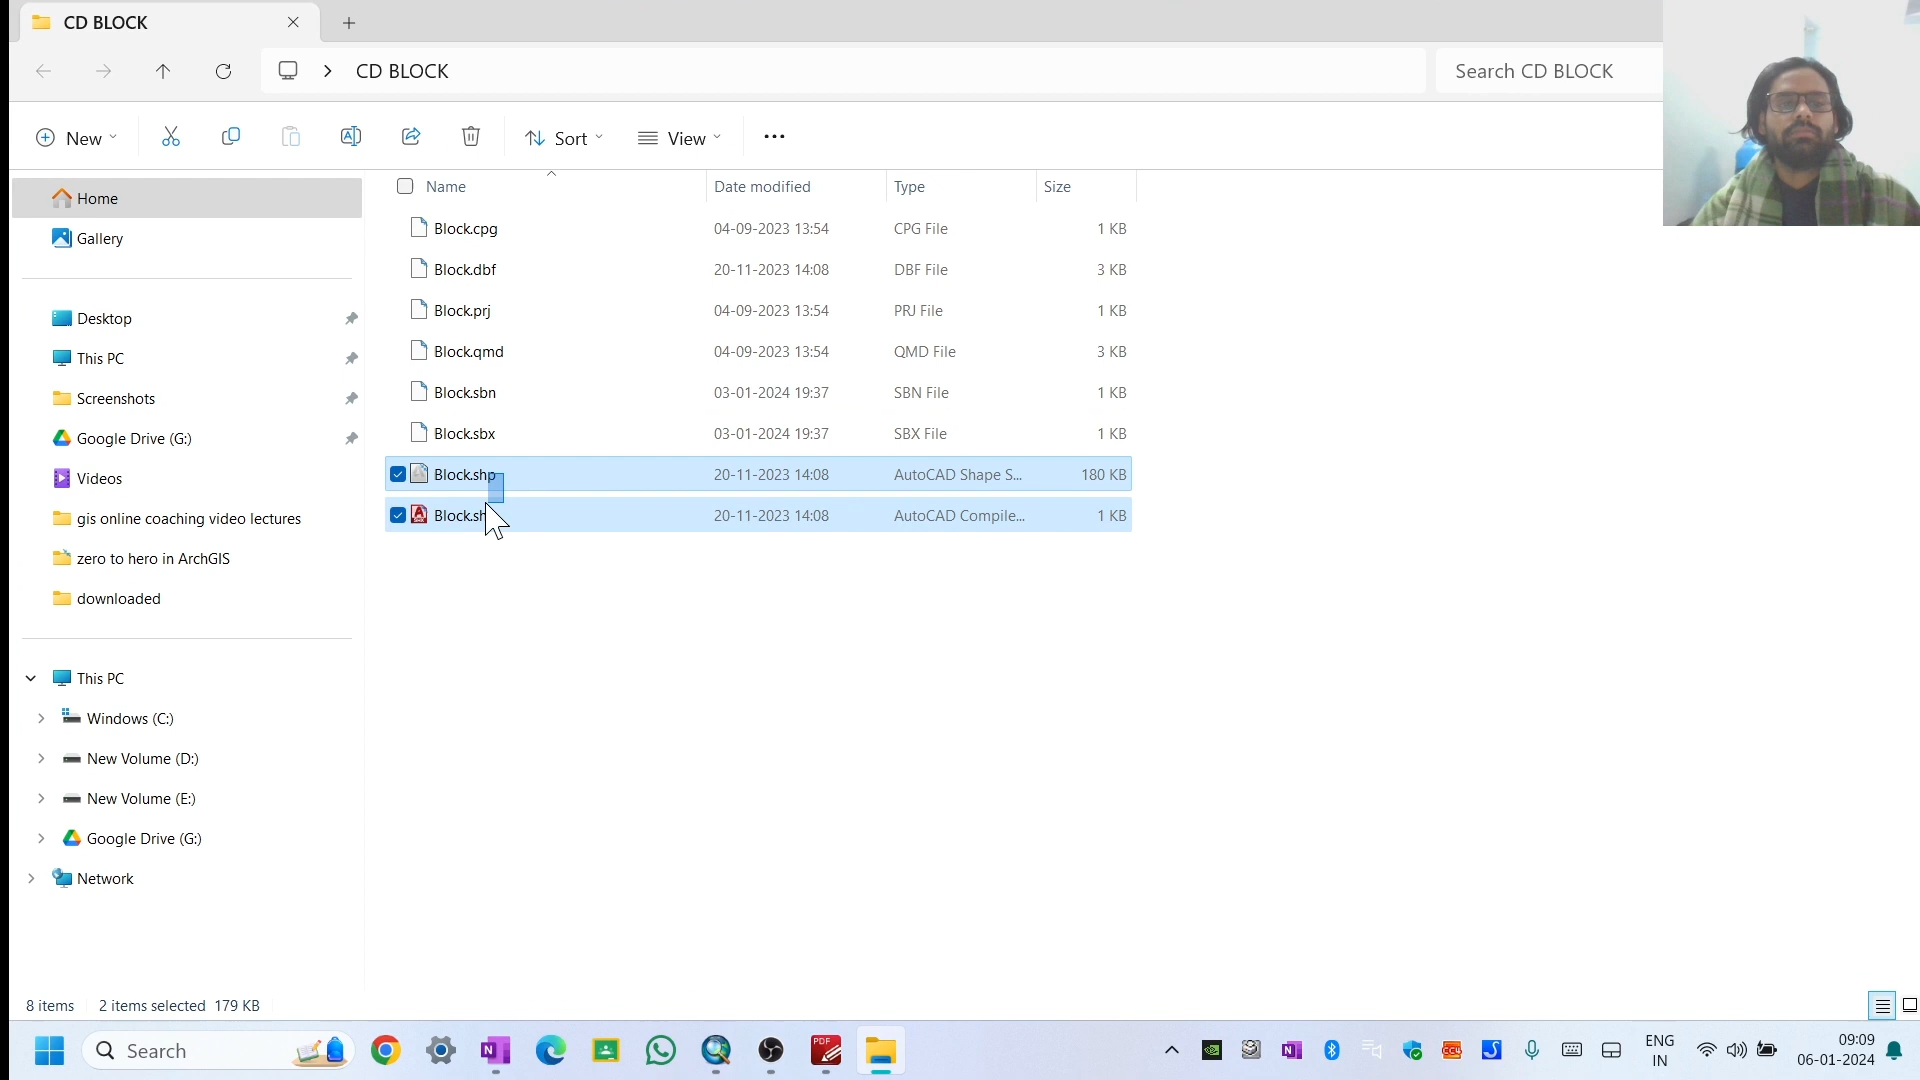 CD BLOCK
CD BLOCK
Search CD BLOCK
New
Sort
View
Name Date modified Type Size
Home
Gallery
Desktop
This PC
Screenshots
Google Drive (G:)
Videos
gis online coaching video lectures
zero to hero in ArchGIS
downloaded
This PC
Windows (C:)
New Volume (D:)
New Volume (E:)
Google Drive (G:)
Network
Block.cpg 04-09-2023 13:54 CPG File 1 KB
Block.dbf 20-11-2023 14:08 DBF File 3 KB
Block.prj 04-09-2023 13:54 PRJ File 1 KB
Block.qmd 04-09-2023 13:54 QMD File 3 KB
Block.sbn 03-01-2024 19:37 SBN File 1 KB
Block.sbx 03-01-2024 19:37 SBX File 1 KB
Block.shp 20-11-2023 14:08 AutoCAD Shape S... 180 KB
20-11-2023 14:08 AutoCAD Compile... 1 KB
8 items 2 items selected 179 KB
Search
PDF
ENG
IN
09:09
06-01-2024